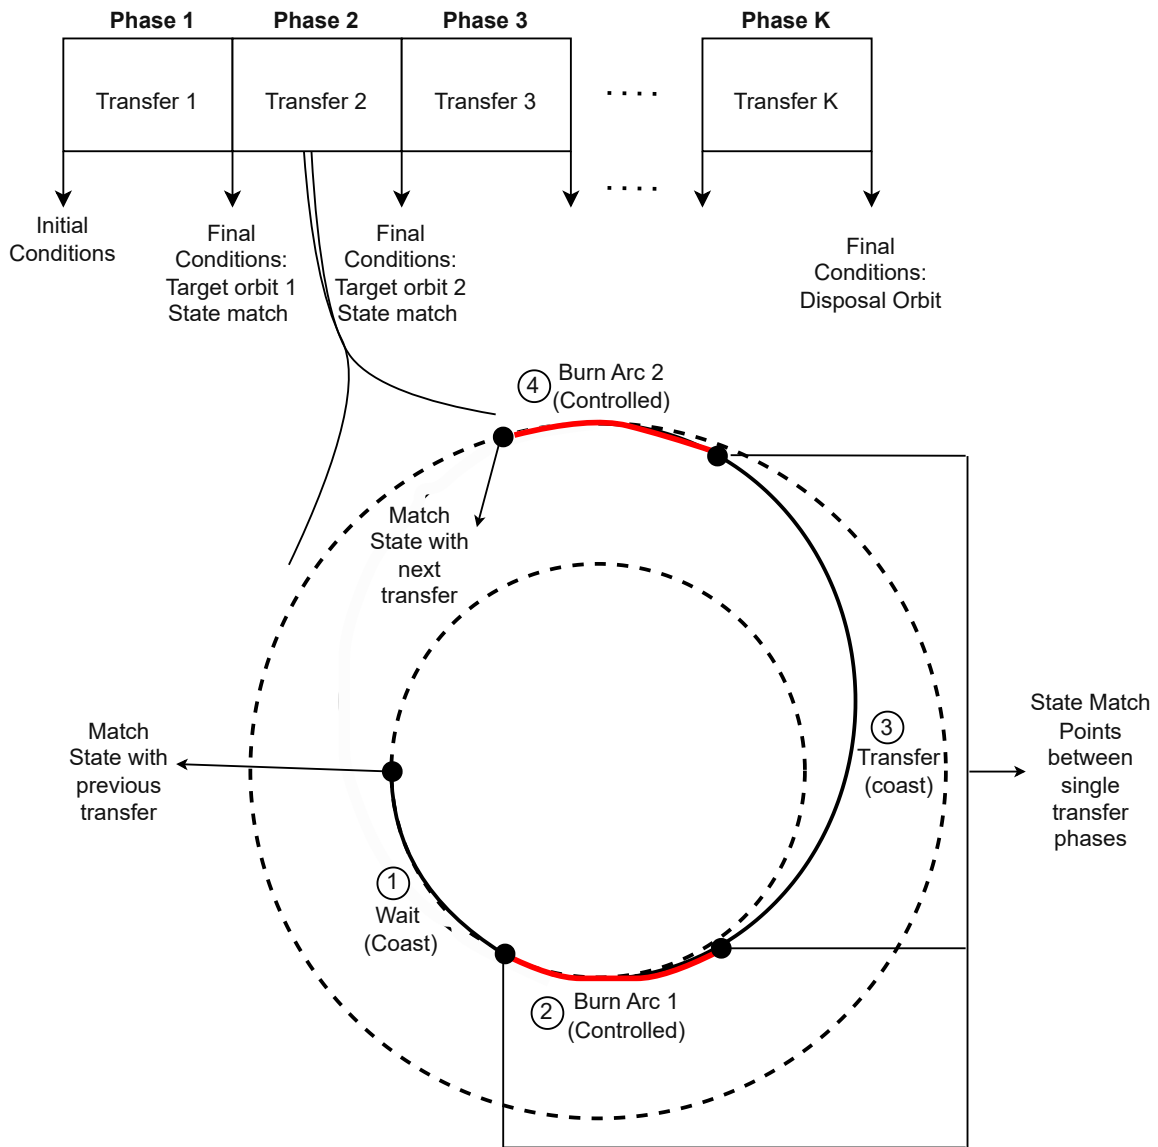 Phase 1
Phase 2
Phase 3
Phase K
Transfer 1
Transfer 2
Transfer 3
. . . .
Transfer K
. . . .
Initial
Conditions
Final
Conditions:
Target orbit 1
State match
Final
Conditions:
Target orbit 2
State match
Final
Conditions:
Disposal Orbit
4
Burn Arc 2
(Controlled)
Match
State with
next
transfer
Match
State with
previous
transfer
3
Transfer
(coast)
State Match
Points
between
single
transfer
phases
1
Wait
(Coast)
2
Burn Arc 1
(Controlled)